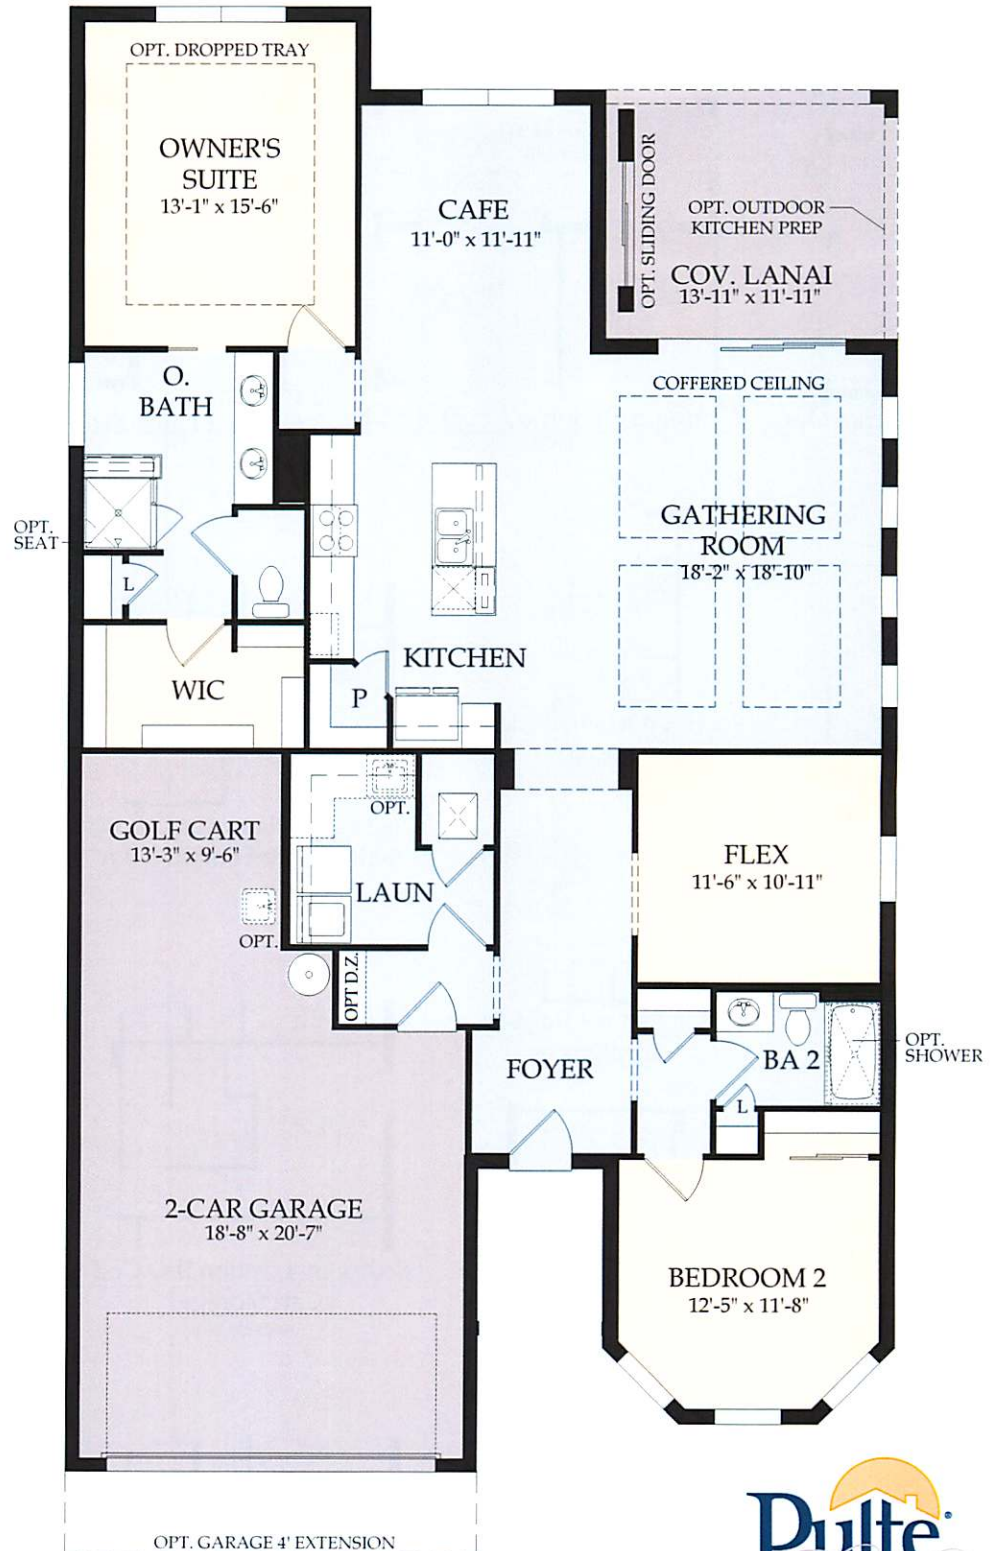 OPT. DROPPED TRAY
OWNER'S
SUITE
13'-1" x 15'-6"
CAFE
11'-0" x 11'-11"
OPT. SLIDING DOOR
OPT. OUTDOOR
KITCHEN PREP
COV. LANAI
13'-11" x 11'-11"
O.
BATH
COFFERED CEILING
OPT.
SEAT
L
GATHERING
ROOM
18'-2" x 18'-10"
KITCHEN
WIC
P
GOLF CART
13'-3" x 9'-6"
OPT.
OPT.
LAUN
FLEX
11'-6" x 10'-11"
OPT D.Z.
FOYER
BA 2
OPT.
SHOWER
L
2-CAR GARAGE
18'-8" x 20'-7"
BEDROOM 2
12'-5" x 11'-8"
OPT. GARAGE 4' EXTENSION
Pulte